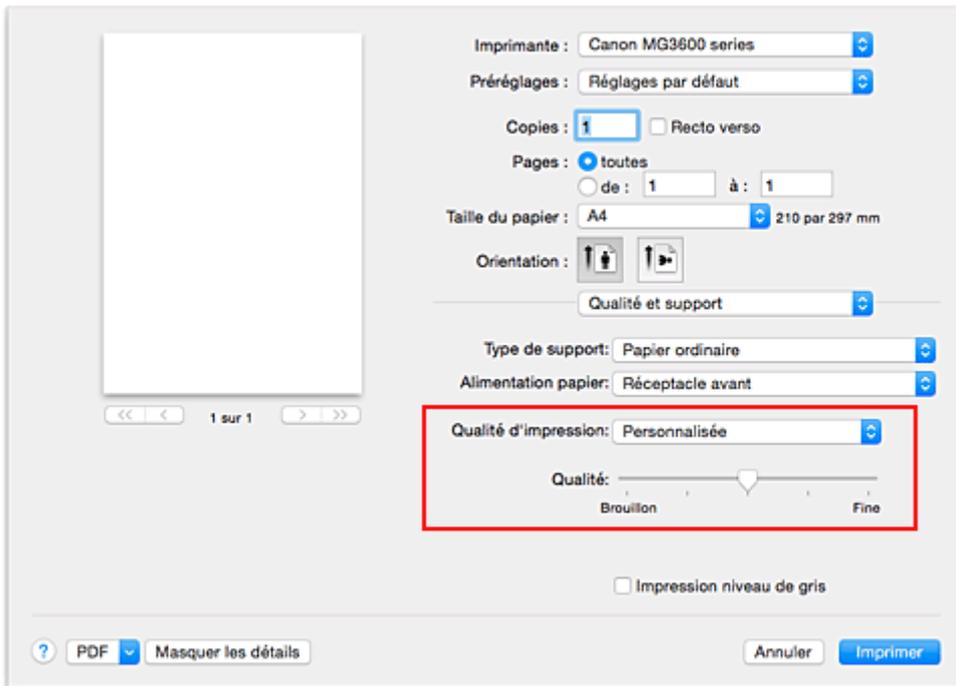 Imprimante : Canon MG3600 series
Préréglages : Réglages par défaut
Copies : 1 Recto verso
Pages : toutes
de : 1 à : 1
Taille du papier : A4 210 par 297 mm
Orientation :
Qualité et support
Type de support: Papier ordinaire
Alimentation papier: Réceptacle avant
<< < 1 sur 1 > >>
Qualité d'impression: Personnalisée
Qualité:
Brouillon Fine
Impression niveau de gris
? PDF Masquer les détails Annuler Imprimer